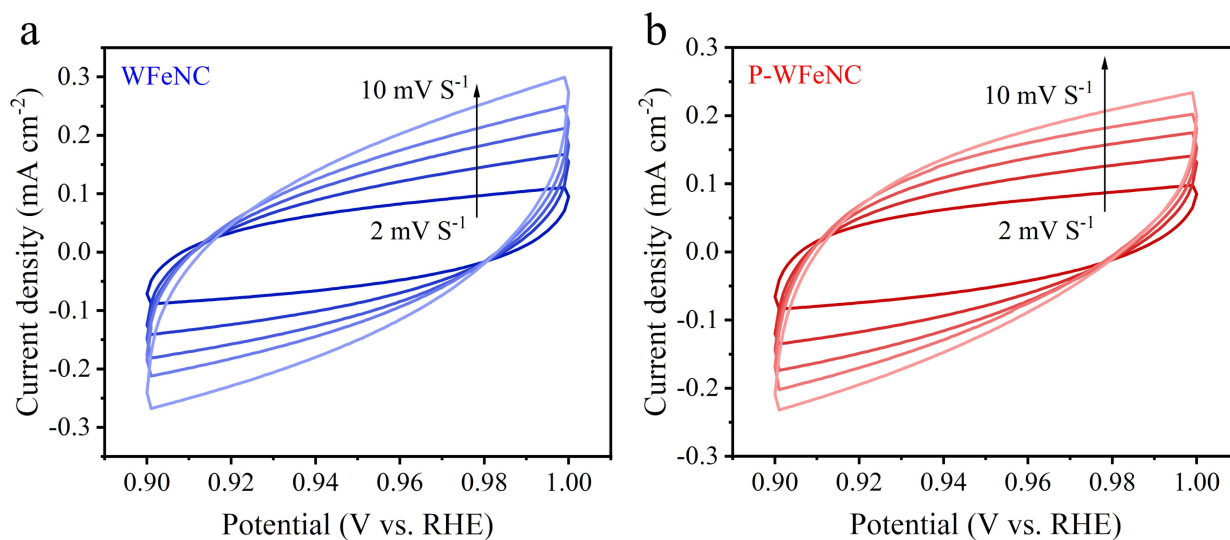 a
WFeNC
10 mV S⁻¹
2 mV S⁻¹
Current density (mA cm⁻²)
0.3
0.2
0.1
0.0
-0.1
-0.2
-0.3
0.90 0.92 0.94 0.96 0.98 1.00
Potential (V vs. RHE)
b
P-WFeNC
10 mV S⁻¹
2 mV S⁻¹
Current density (mA cm⁻²)
0.3
0.2
0.1
0.0
-0.1
-0.2
-0.3
0.90 0.92 0.94 0.96 0.98 1.00
Potential (V vs. RHE)